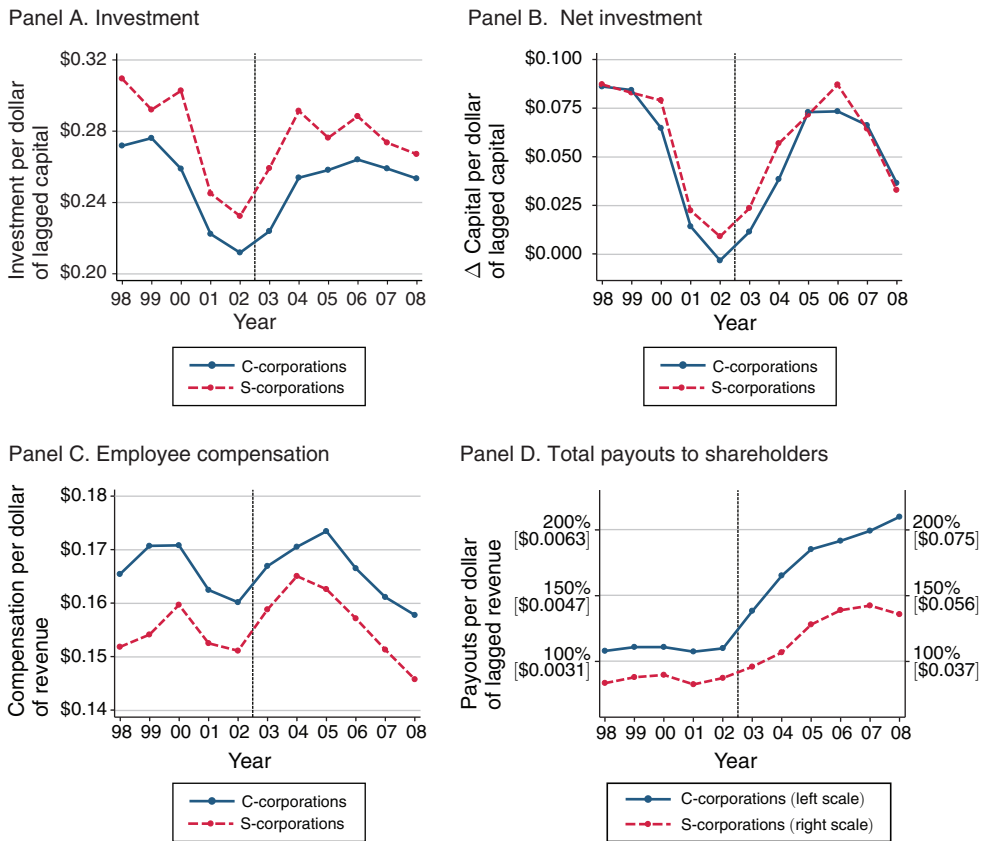 Panel A. Investment
$0.32
$0.28
$0.24
$0.20
Investment per dollar
of lagged capital
98 99 00 01 02 03 04 05 06 07 08
Year
C-corporations
S-corporations
Panel B. Net investment
$0.100
$0.075
$0.050
$0.025
$0.000
Δ Capital per dollar
of lagged capital
98 99 00 01 02 03 04 05 06 07 08
Year
C-corporations
S-corporations
Panel C. Employee compensation
$0.18
$0.17
$0.16
$0.15
$0.14
Compensation per dollar
of revenue
98 99 00 01 02 03 04 05 06 07 08
Year
C-corporations
S-corporations
Panel D. Total payouts to shareholders
200%
[$0.0063]
150%
[$0.0047]
100%
[$0.0031]
Payouts per dollar
of lagged revenue
200%
[$0.075]
150%
[$0.056]
100%
[$0.037]
98 99 00 01 02 03 04 05 06 07 08
Year
C-corporations (left scale)
S-corporations (right scale)